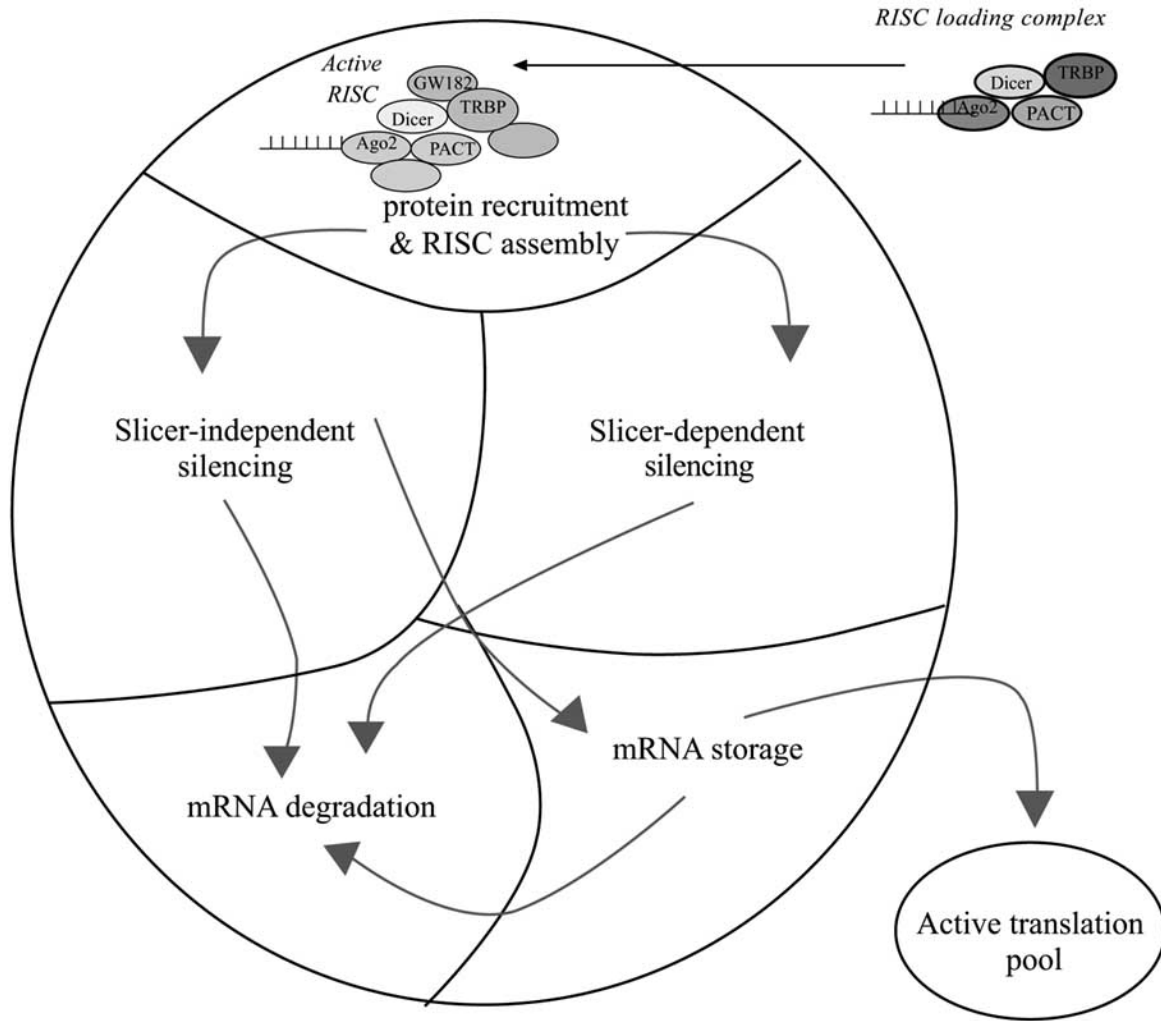 RISC loading complex
Active
RISC
GW182
TRBP
Dicer
Ago2
PACT
Dicer
TRBP
Ago2
PACT
protein recruitment
& RISC assembly
Slicer-independent
silencing
Slicer-dependent
silencing
mRNA storage
mRNA degradation
Active translation
pool